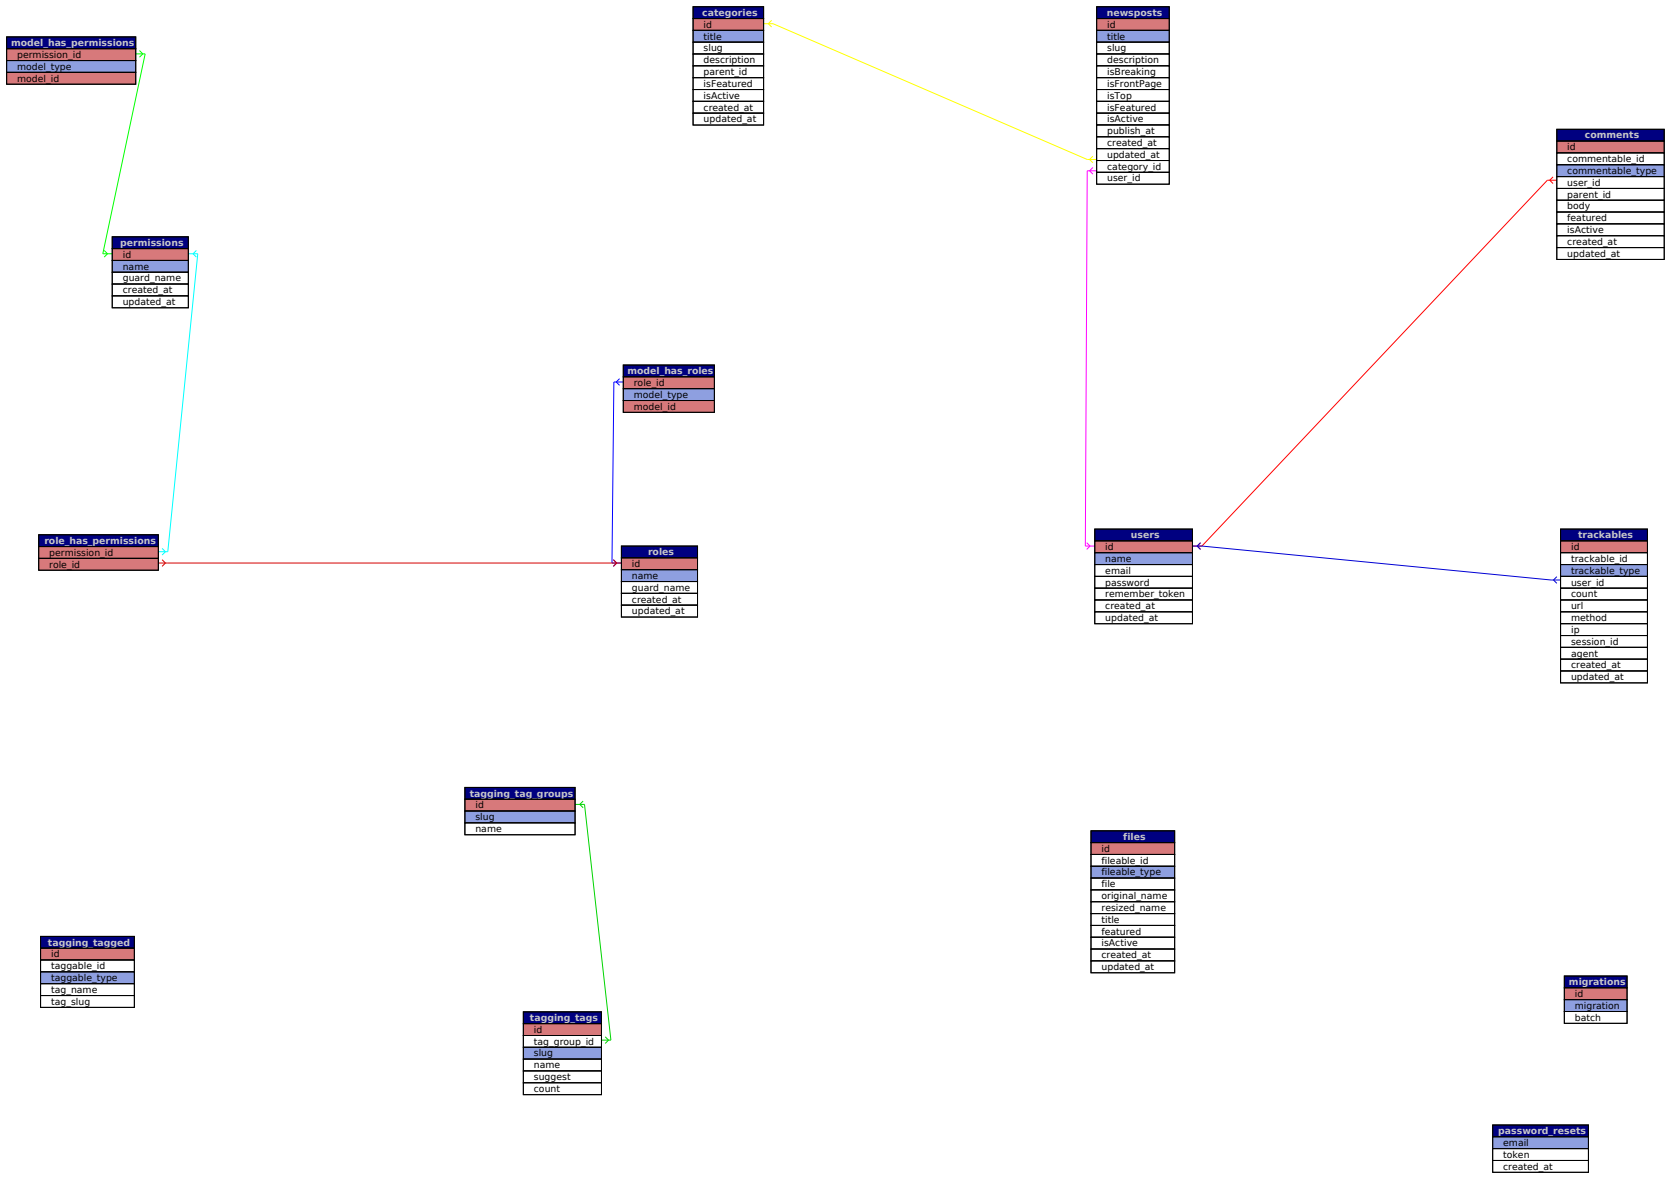 model_has_permissions
permission_id
model_type
model_id
categories
id
title
slug
description
parent_id
isFeatured
isActive
created_at
updated_at
newsposts
id
title
slug
description
isBreaking
isFrontPage
isTop
isFeatured
isActive
publish_at
created_at
updated_at
category_id
user_id
comments
id
commentable_id
commentable_type
user_id
parent_id
body
featured
isActive
created_at
updated_at
permissions
id
name
guard_name
created_at
updated_at
model_has_roles
role_id
model_type
model_id
role_has_permissions
permission_id
role_id
roles
id
name
guard_name
created_at
updated_at
users
id
name
email
password
remember_token
created_at
updated_at
trackables
id
trackable_id
trackable_type
user_id
count
url
method
ip
session_id
agent
created_at
updated_at
tagging_tag_groups
id
slug
name
files
id
fileable_id
fileable_type
file
original_name
resized_name
title
featured
isActive
created_at
updated_at
tagging_tagged
id
taggable_id
taggable_type
tag_name
tag_slug
tagging_tags
id
tag_group_id
slug
name
suggest
count
migrations
id
migration
batch
password_resets
email
token
created_at